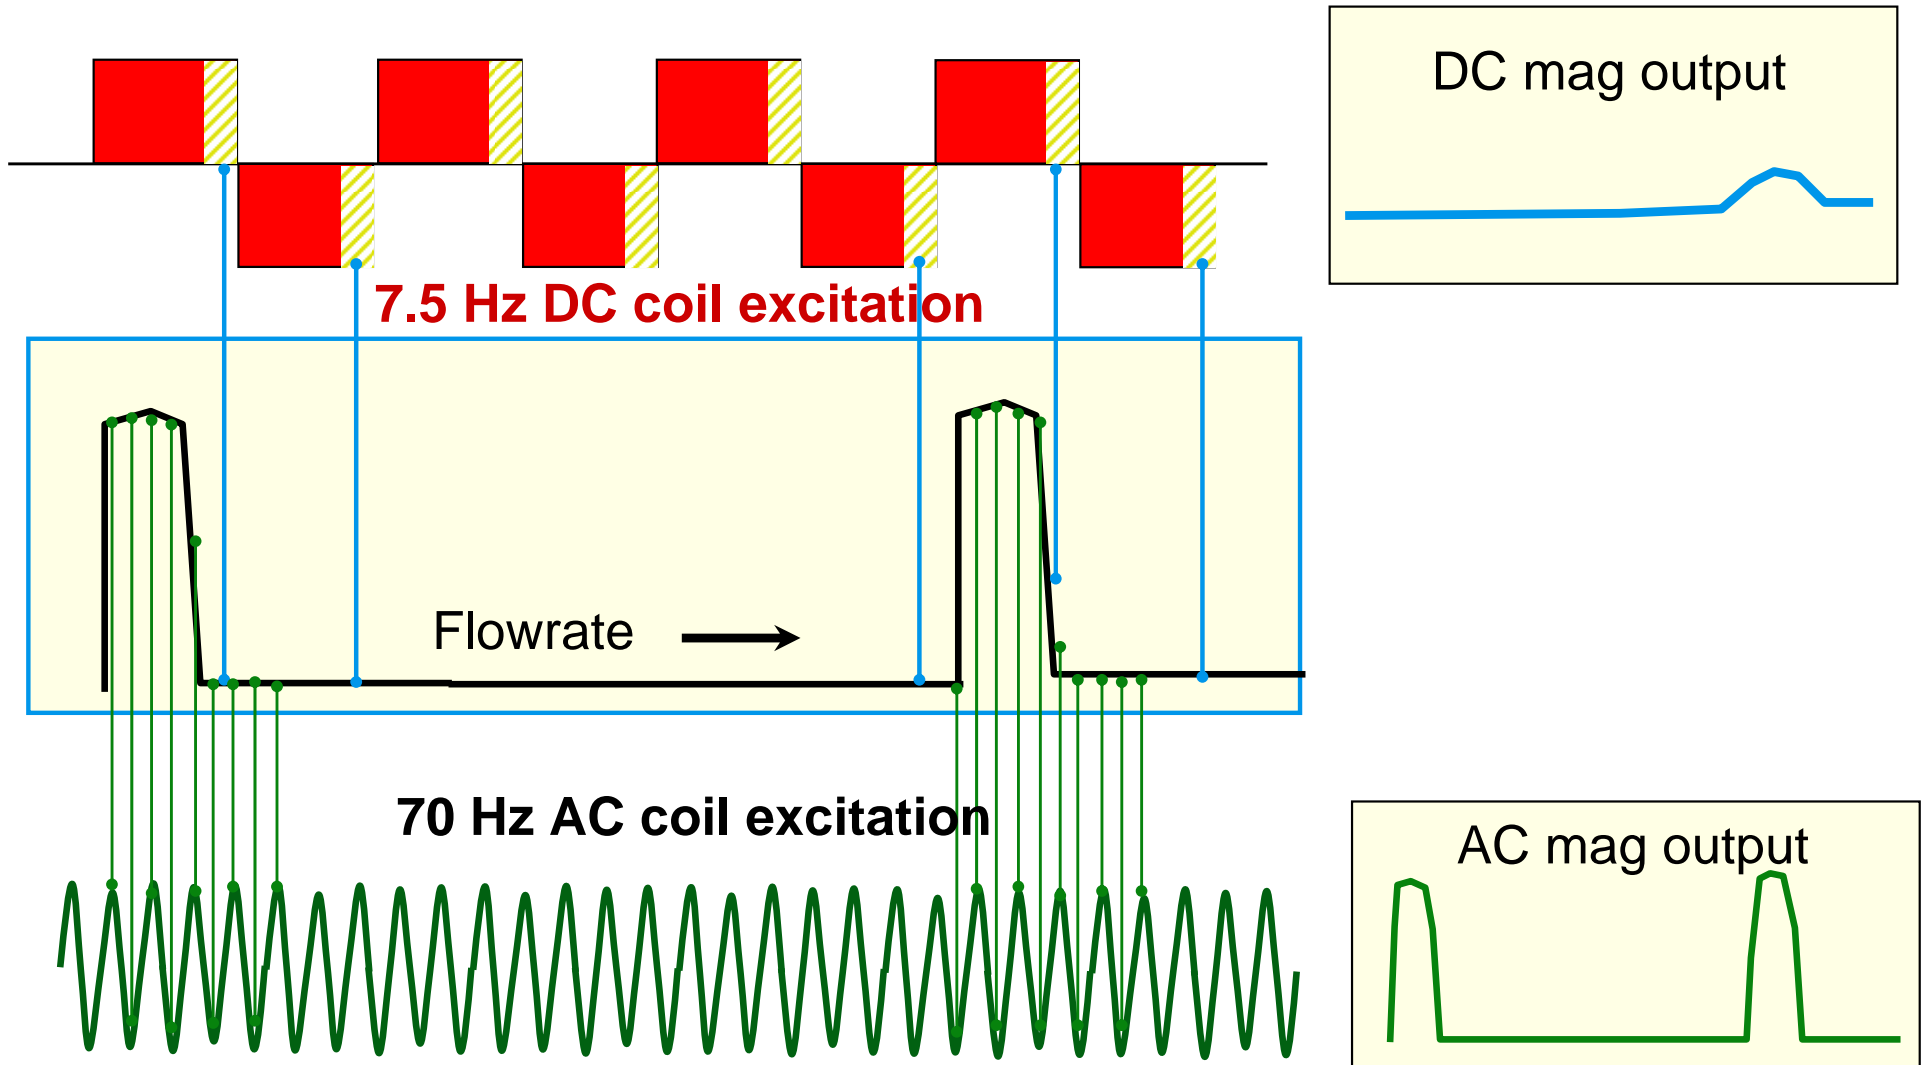 DC mag output
7.5 Hz DC coil excitation
Flowrate
70 Hz AC coil excitation
AC mag output